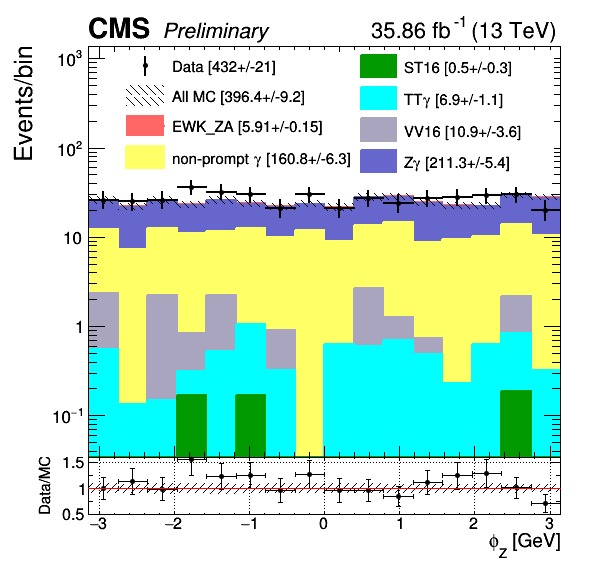 CMS Preliminary 35.86 fb⁻¹ (13 TeV)
Events/bin
Data [432+/-21]
All MC [396.4+/-9.2]
EWK_ZA [5.91+/-0.15]
non-prompt γ [160.8+/-6.3]
ST16 [0.5+/-0.3]
TTγ [6.9+/-1.1]
VV16 [10.9+/-3.6]
Zγ [211.3+/-5.4]
10³
10²
10
1
10⁻¹
Data/MC
1.5
1
0.5
−3 −2 −1 0 1 2 3
ϕ_Z [GeV]